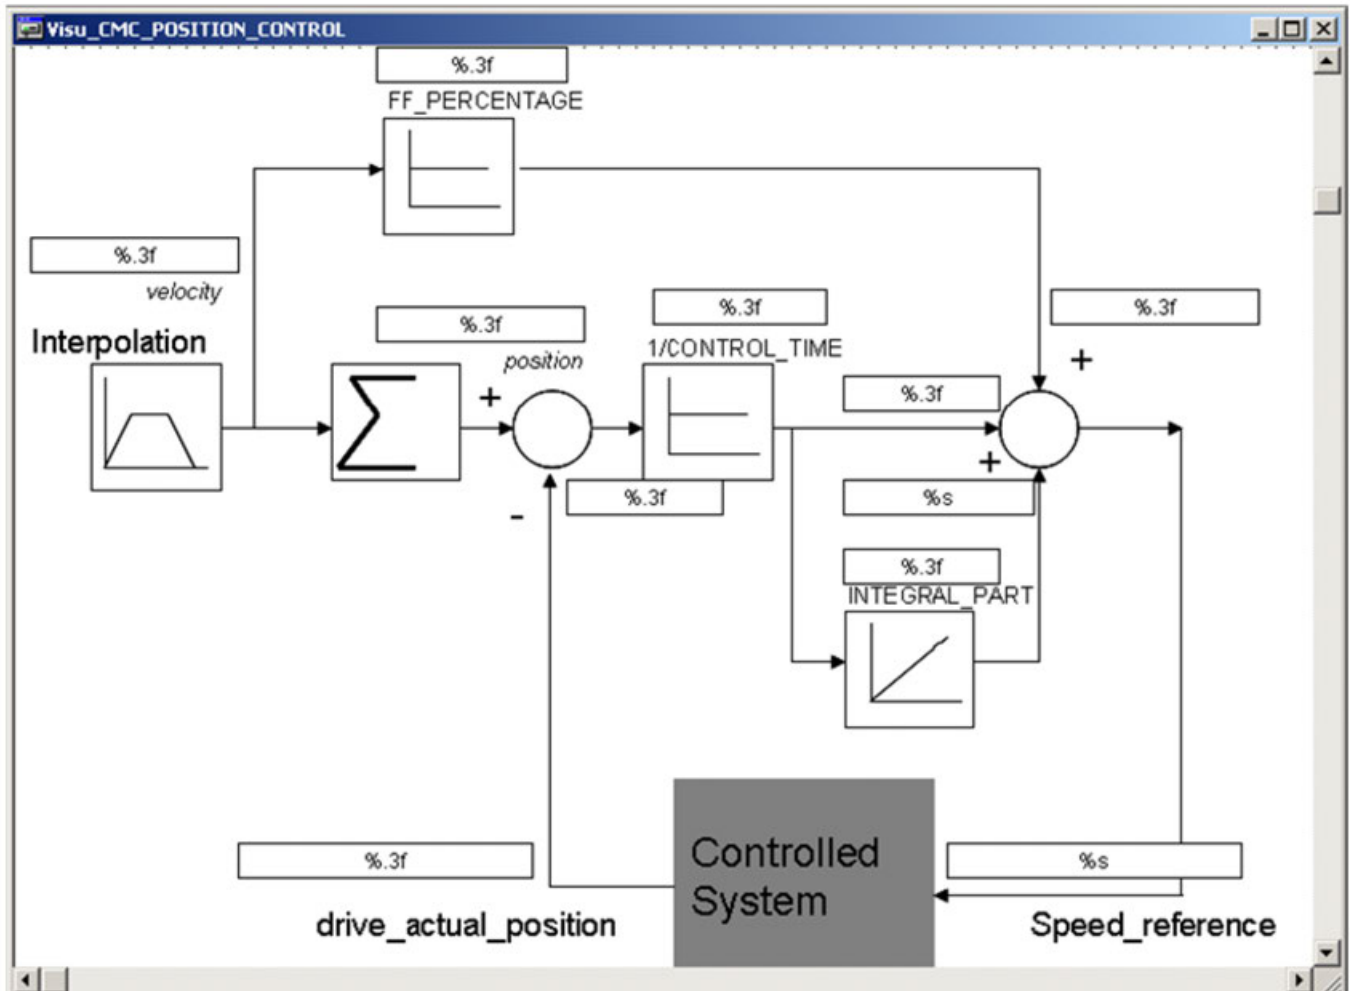 Visu_CMC_POSITION_CONTROL
%.3f
FF_PERCENTAGE
%.3f
velocity
%.3f
%.3f
%.3f
Interpolation
position
1/CONTROL_TIME
+
%.3f
+
+
%.3f
%s
-
%.3f
INTEGRAL_PART
Controlled
System
%.3f
%s
drive_actual_position
Speed_reference